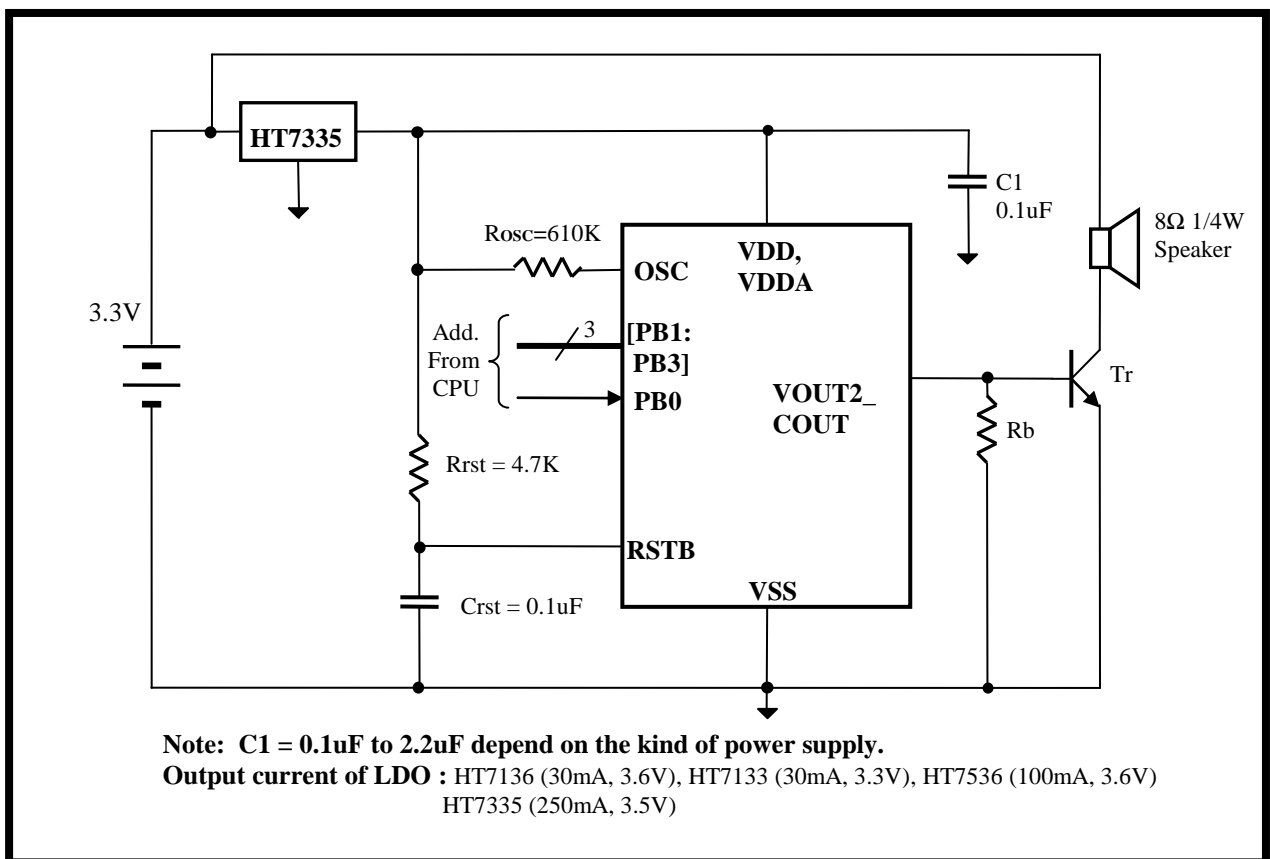 HT7335
C1
0.1uF
8Ω 1/4W
Speaker
Rosc=610K
VDD,
VDDA
OSC
3.3V
Add.
From
CPU
3
[PB1:
PB3]
PB0
VOUT2_
COUT
Tr
Rb
Rrst = 4.7K
RSTB
VSS
Crst = 0.1uF
Note: C1 = 0.1uF to 2.2uF depend on the kind of power supply.
Output current of LDO : HT7136 (30mA, 3.6V), HT7133 (30mA, 3.3V), HT7536 (100mA, 3.6V)
HT7335 (250mA, 3.5V)